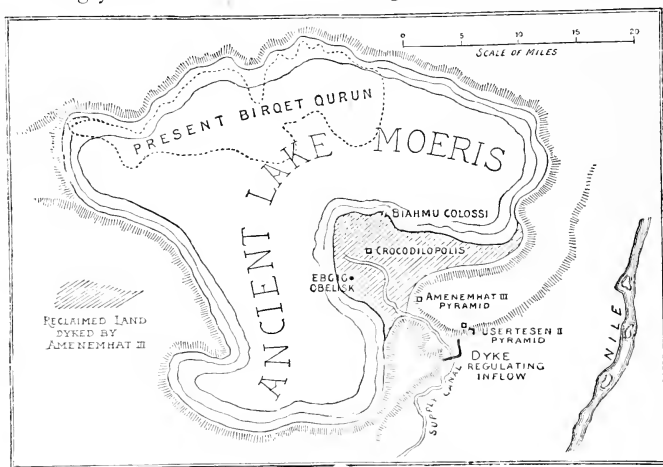 0 5 10 15 20
SCALE OF MILES
PRESENT BIRQET QURUN
ANCIENT LAKE MOERIS
BIAHMU COLOSSI
CROCODILOPOLIS
EBGIG
OBELISK
AMENEMHAT III
PYRAMID
USERTESEN II
PYRAMID
DYKE
REGULATING
INFLOW
SUPPLY CANAL
NILE
RECLAIMED LAND
DYKED BY
AMENEMHAT III